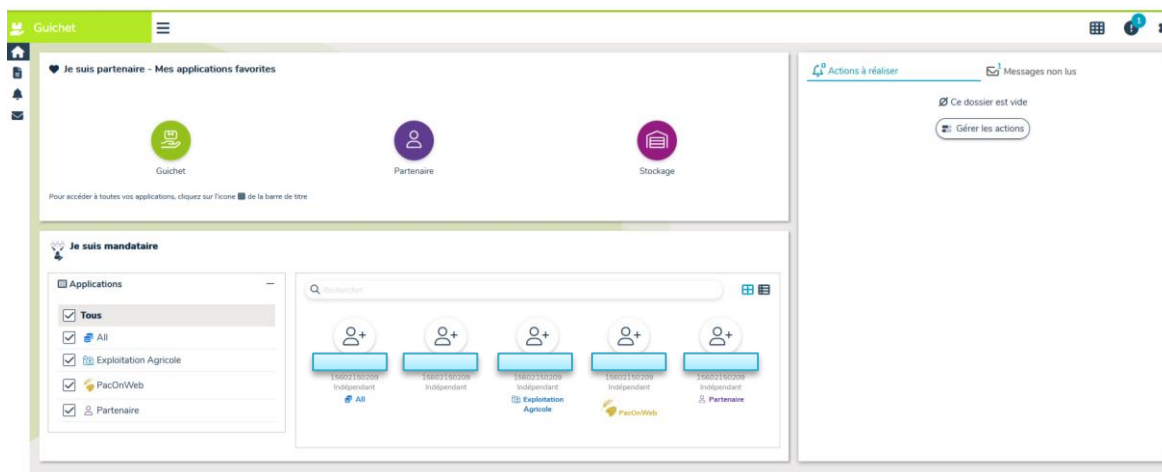 Guichet
1
Je suis partenaire - Mes applications favorites
Guichet
Partenaire
Stockage
Pour accéder à toutes vos applications, cliquez sur l'icone de la barre de titre
0 Actions à réaliser
1 Messages non lus
Ce dossier est vide
Gérer les actions
Je suis mandataire
Applications
Tous
All
Exploitation Agricole
PacOnWeb
Partenaire
Rechercher
15602150209 15602150209 15602150209 15602150209 15602150209
Indépendant Indépendant Indépendant Indépendant Indépendant
All
Exploitation
Agricole
PacOnWeb
Partenaire